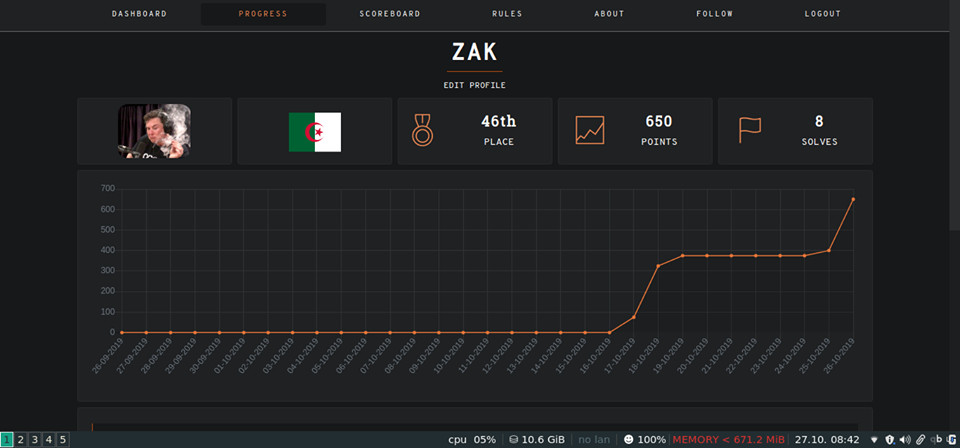 DASHBOARD PROGRESS SCOREBOARD RULES ABOUT FOLLOW LOGOUT
ZAK
EDIT PROFILE
46th
PLACE
650
POINTS
8
SOLVES
700
600
500
400
300
200
100
0
26-09-2019 27-09-2019 28-09-2019 29-09-2019 30-09-2019 01-10-2019 02-10-2019 03-10-2019 04-10-2019 05-10-2019 06-10-2019 07-10-2019 08-10-2019 09-10-2019 10-10-2019 11-10-2019 12-10-2019 13-10-2019 14-10-2019 15-10-2019 16-10-2019 17-10-2019 18-10-2019 19-10-2019 20-10-2019 21-10-2019 22-10-2019 23-10-2019 24-10-2019 25-10-2019 26-10-2019
1 2 3 4 5 cpu 05% 10.6 GiB no lan 100% MEMORY < 671.2 MiB 27.10. 08:42